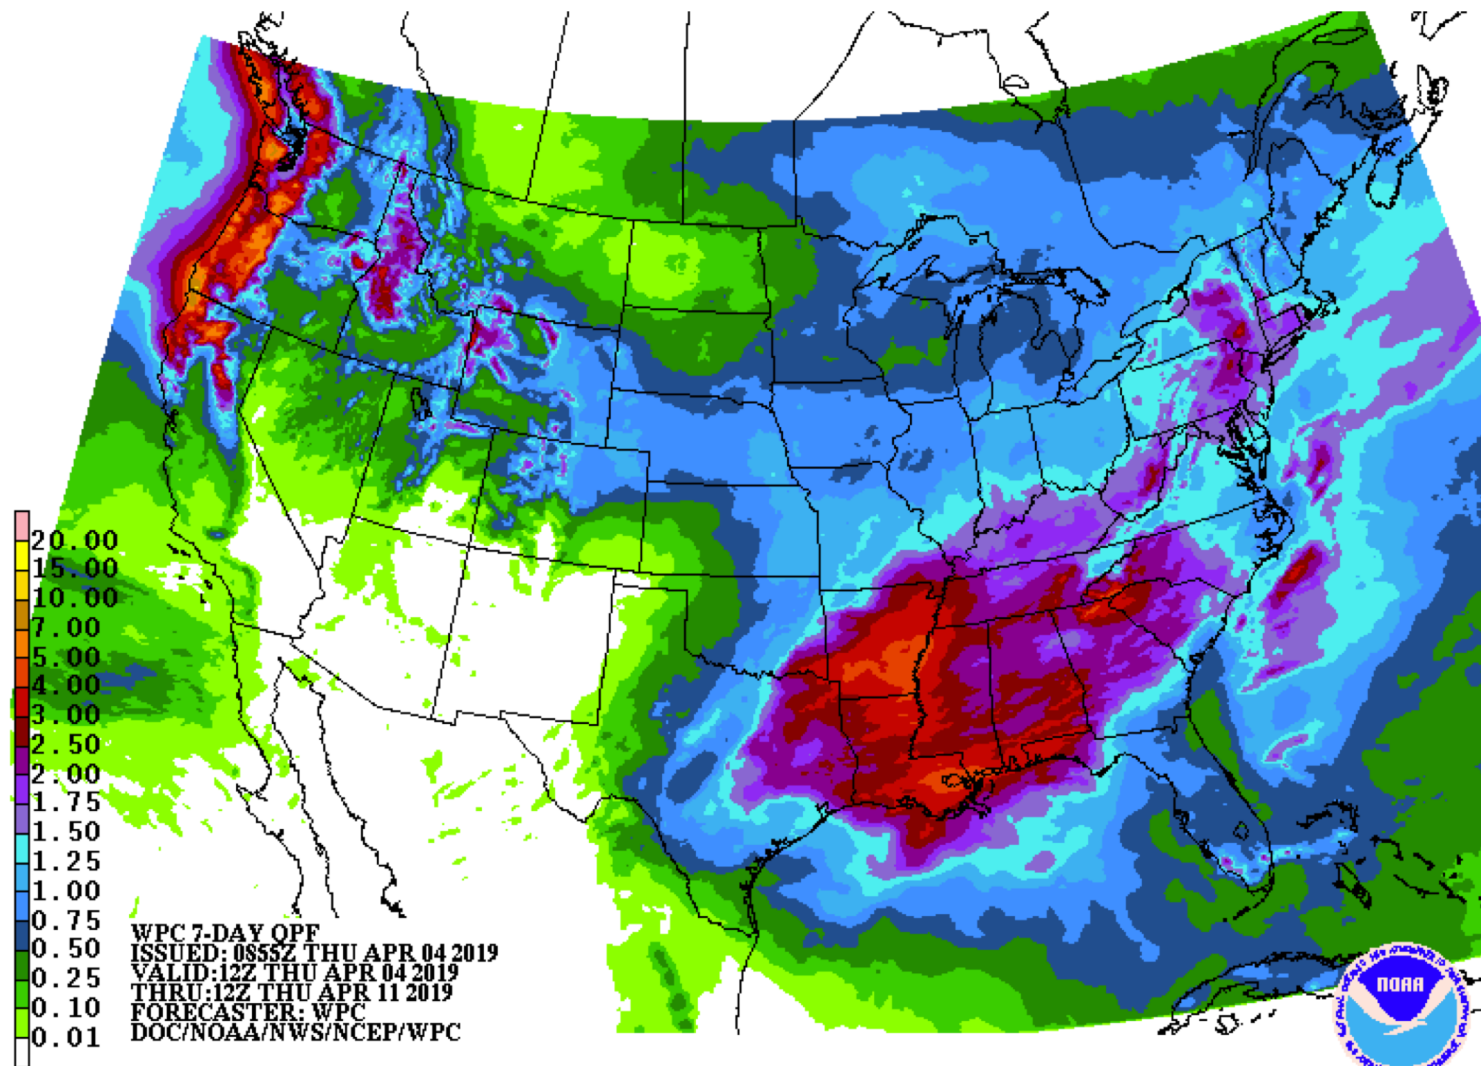 20.00
15.00
10.00
7.00
5.00
4.00
3.00
2.50
2.00
1.75
1.50
1.25
1.00
0.75
0.50
0.25
0.10
0.01
WPC 7-DAY QPF
ISSUED: 0855Z THU APR 04 2019
VALID:12Z THU APR 04 2019
THRU:12Z THU APR 11 2019
FORECASTER: WPC
DOC/NOAA/NWS/NCEP/WPC
NOAA